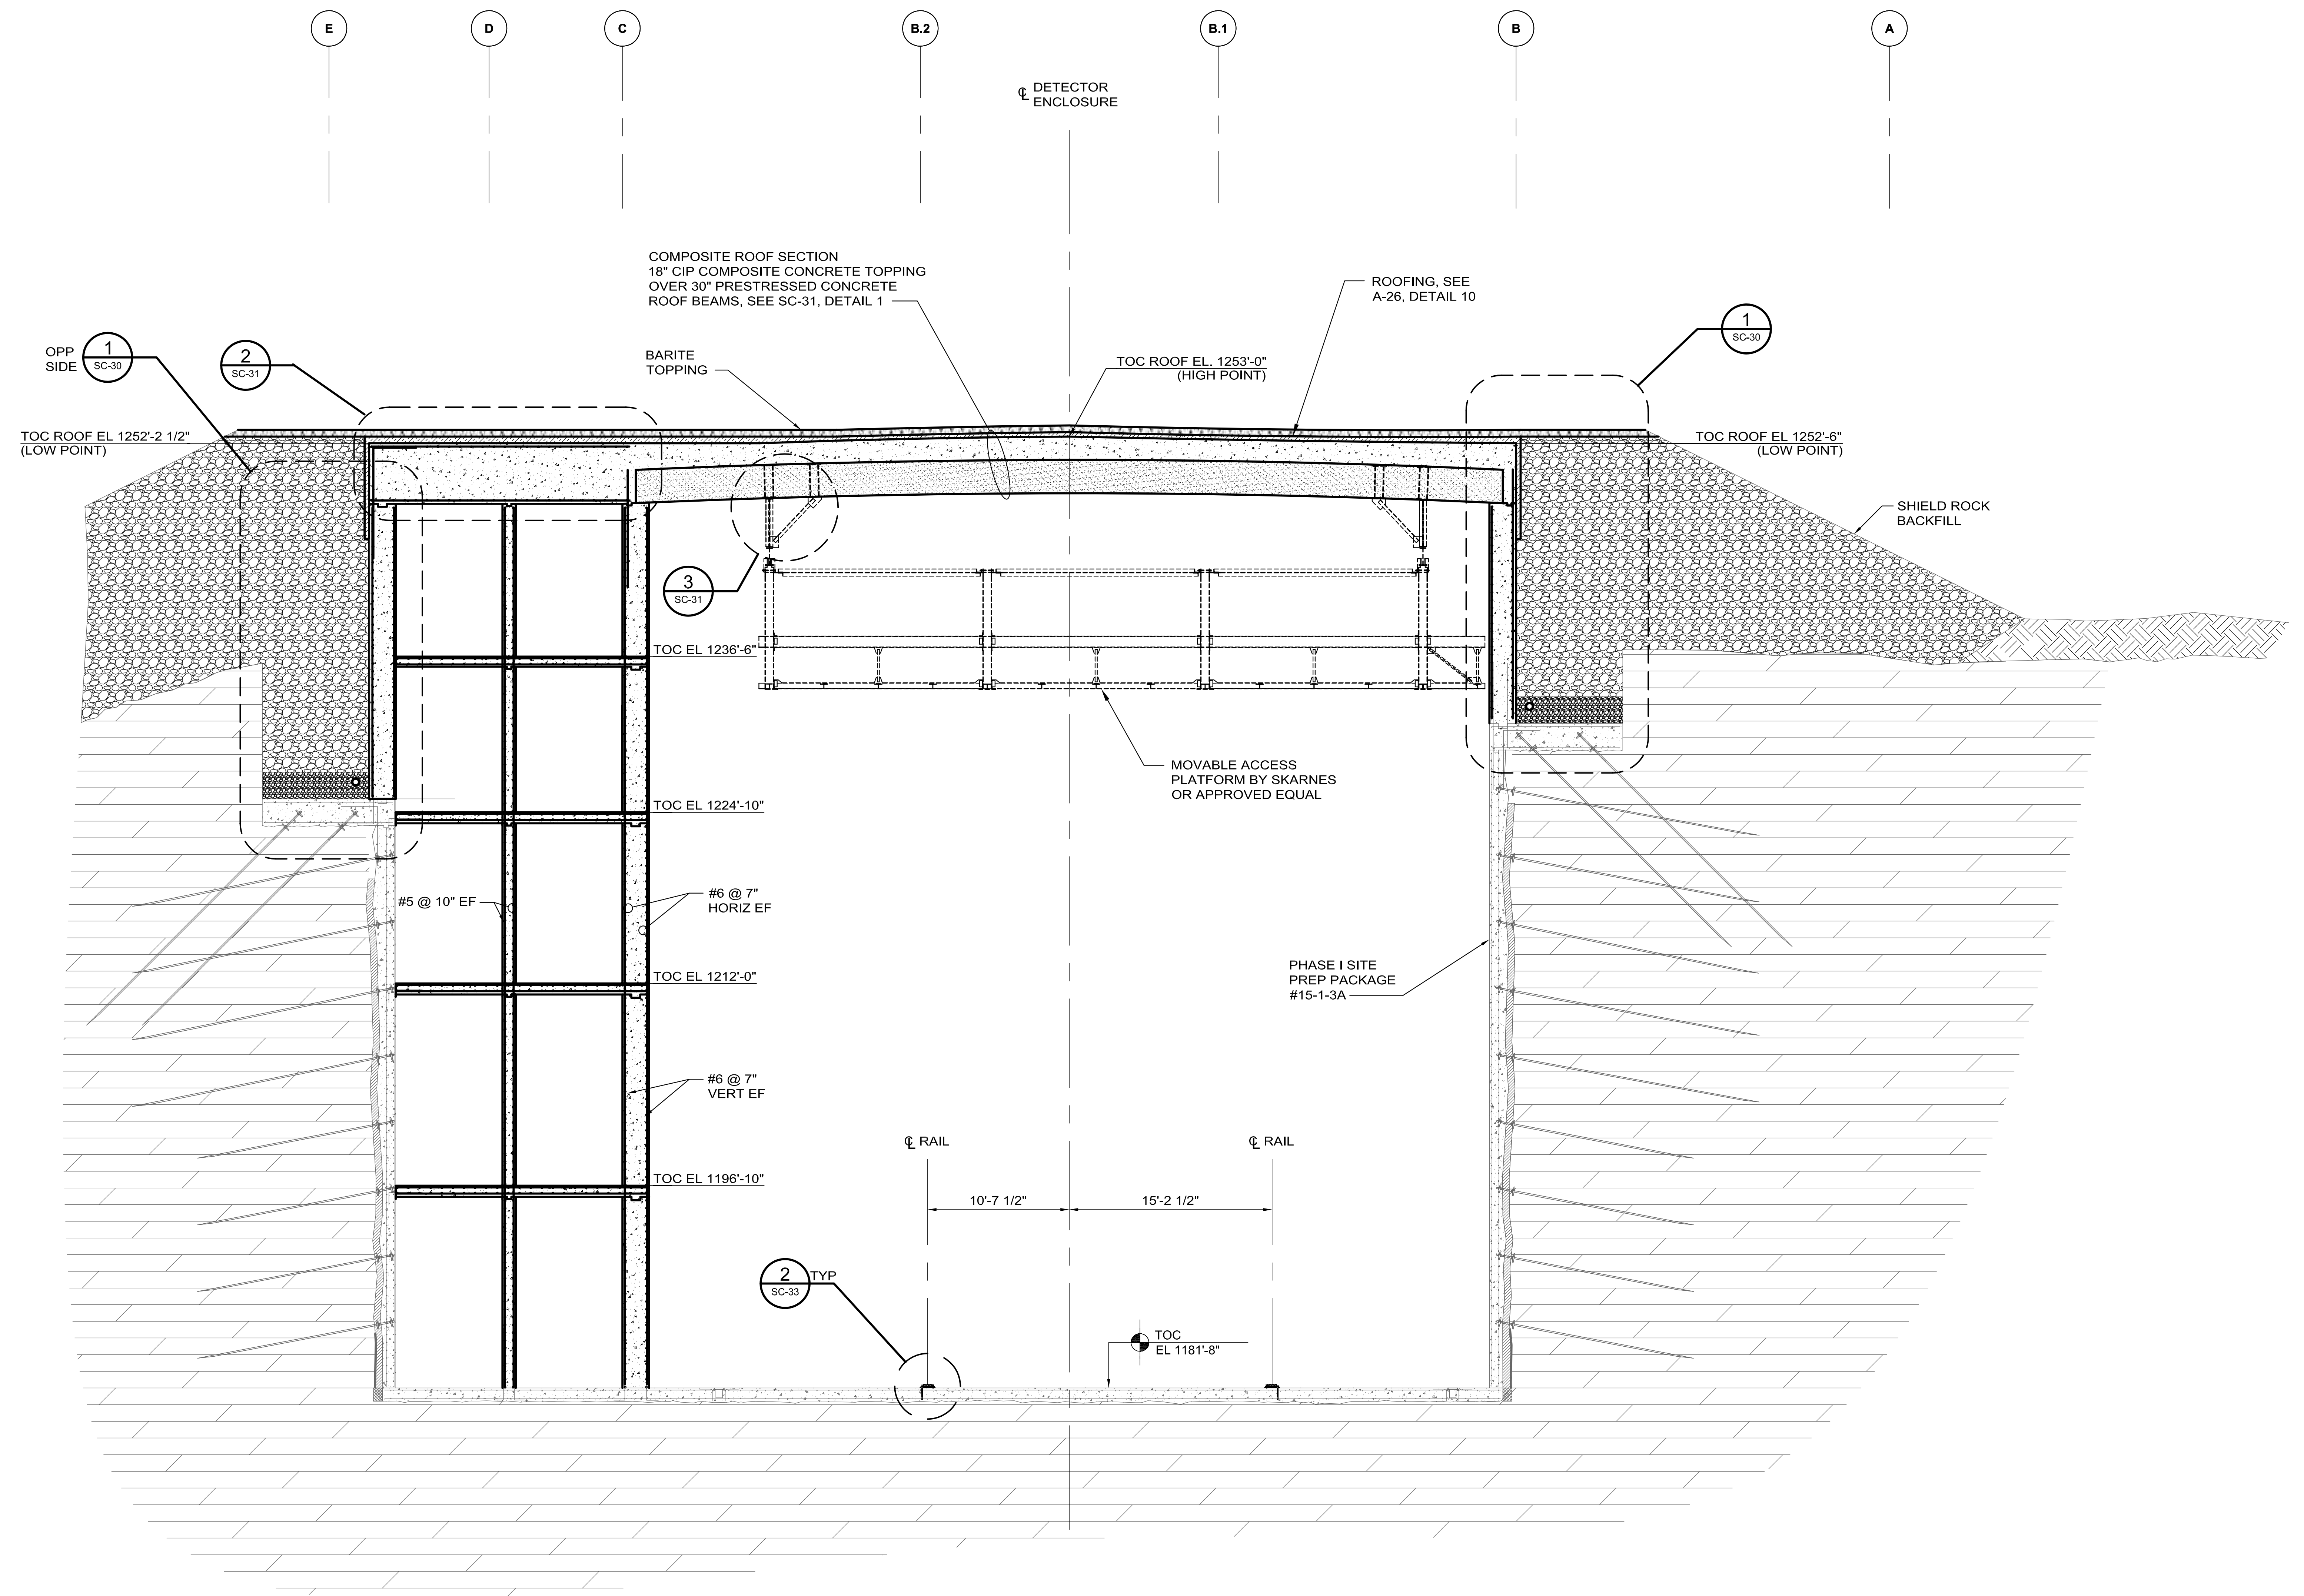 E
D
C
B.2
B.1
B
A
℄ DETECTOR
ENCLOSURE
COMPOSITE ROOF SECTION
18" CIP COMPOSITE CONCRETE TOPPING
OVER 30" PRESTRESSED CONCRETE
ROOF BEAMS, SEE SC-31, DETAIL 1
ROOFING, SEE
A-26, DETAIL 10
1
SC-30
OPP
SIDE
1
SC-30
2
SC-31
BARITE
TOPPING
TOC ROOF EL. 1253'-0"
(HIGH POINT)
TOC ROOF EL 1252'-2 1/2"
(LOW POINT)
TOC ROOF EL 1252'-6"
(LOW POINT)
SHIELD ROCK
BACKFILL
3
SC-31
TOC EL 1236'-6"
MOVABLE ACCESS
PLATFORM BY SKARNES
OR APPROVED EQUAL
TOC EL 1224'-10"
#5 @ 10" EF
#6 @ 7"
HORIZ EF
TOC EL 1212'-0"
PHASE I SITE
PREP PACKAGE
#15-1-3A
#6 @ 7"
VERT EF
℄ RAIL
℄ RAIL
TOC EL 1196'-10"
10'-7 1/2"
15'-2 1/2"
2
SC-33
TYP
TOC
EL 1181'-8"